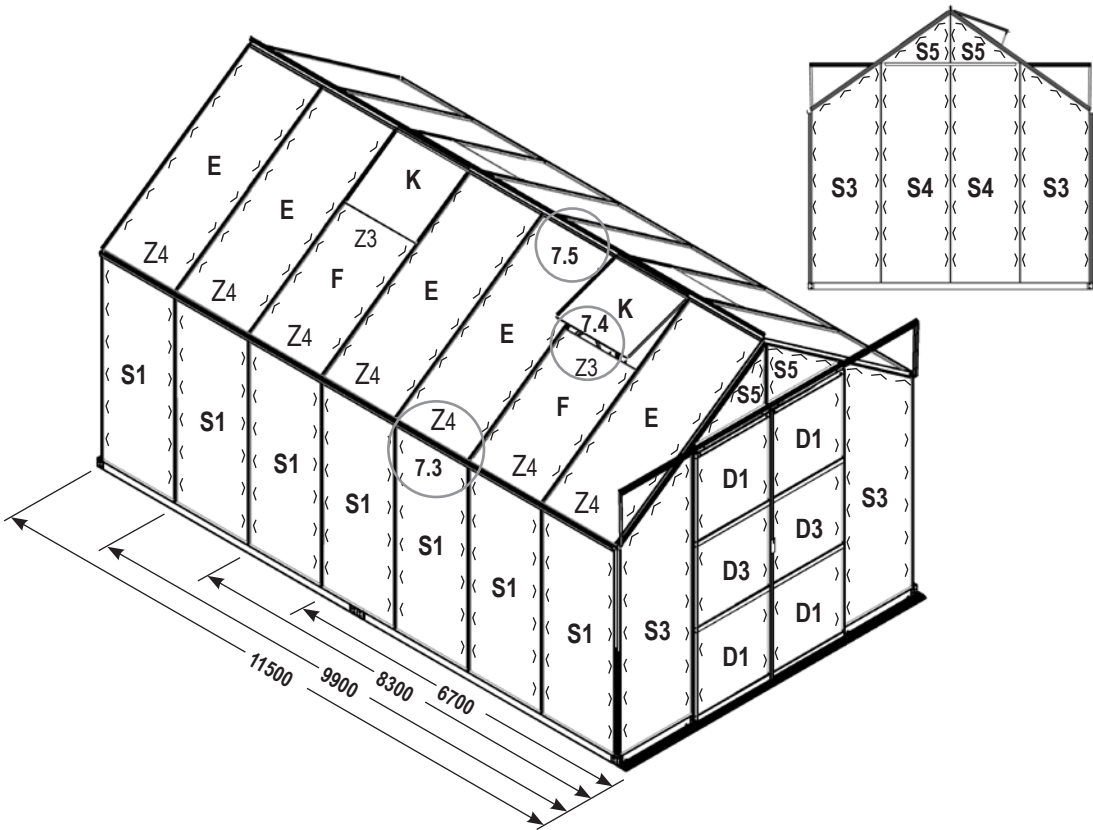 S5 S5
S3 S4 S4 S3
E
E
K
Z3
F
E
7.5
E
K
7.4
Z3
F
E
Z4
Z4
Z4
Z4
Z4
Z4
Z4
7.3
S1
S1
S1
S1
S1
S1
S1
S5
S5
S3
D1
D3
D1
D1
D3
D1
S3
11500
9900
8300
6700